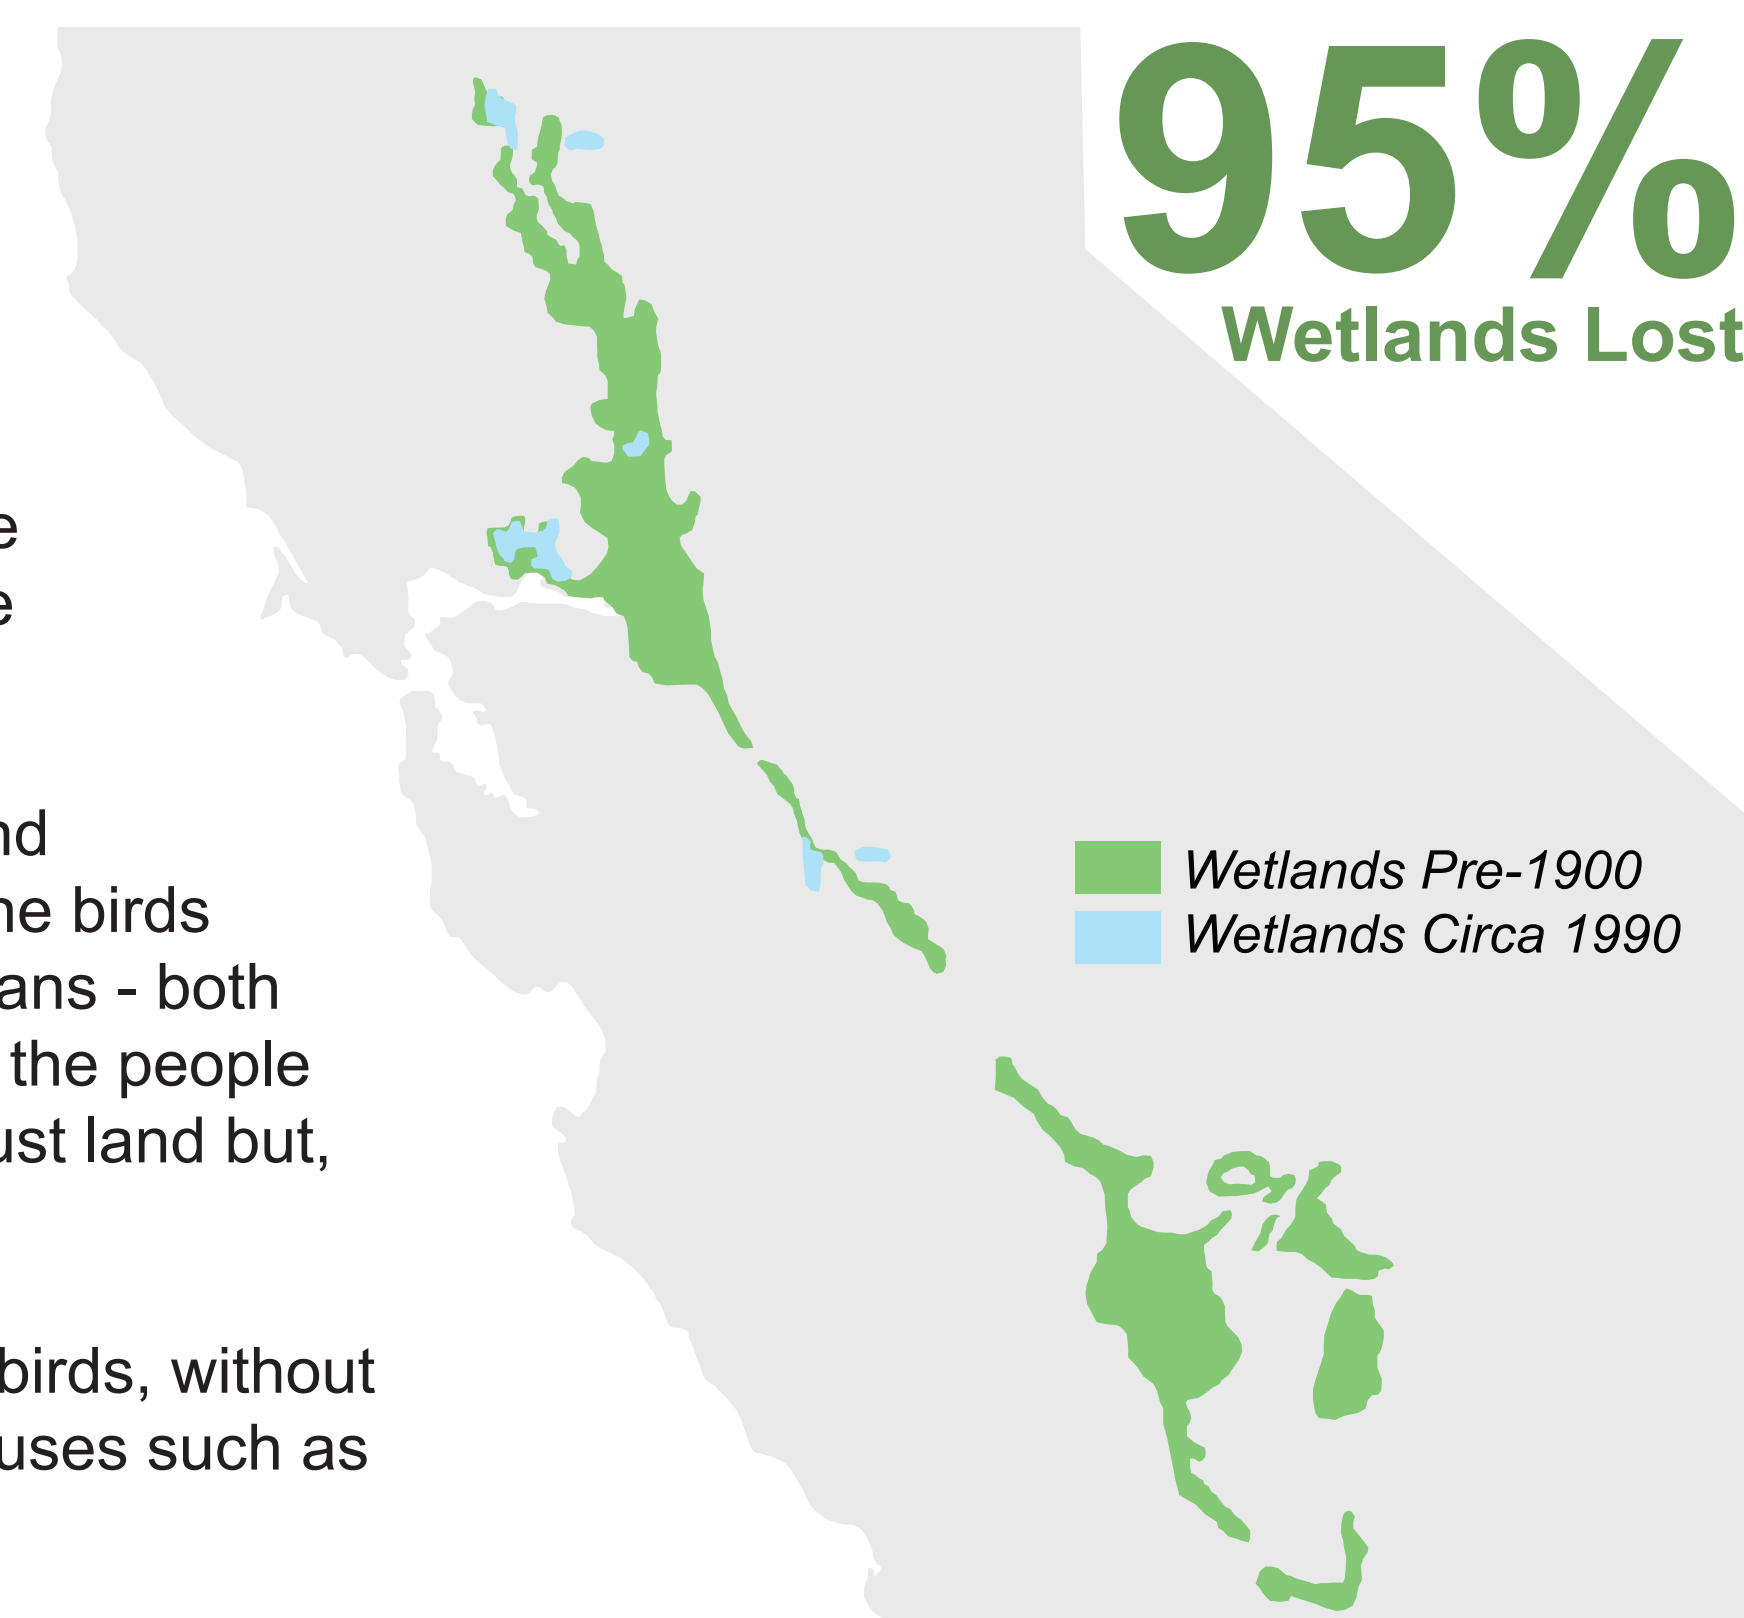 95%
Wetlands Lost
e
e
nd
ne birds
ans - both
the people
ust land but,
birds, without
uses such as
Wetlands Pre-1900
Wetlands Circa 1990